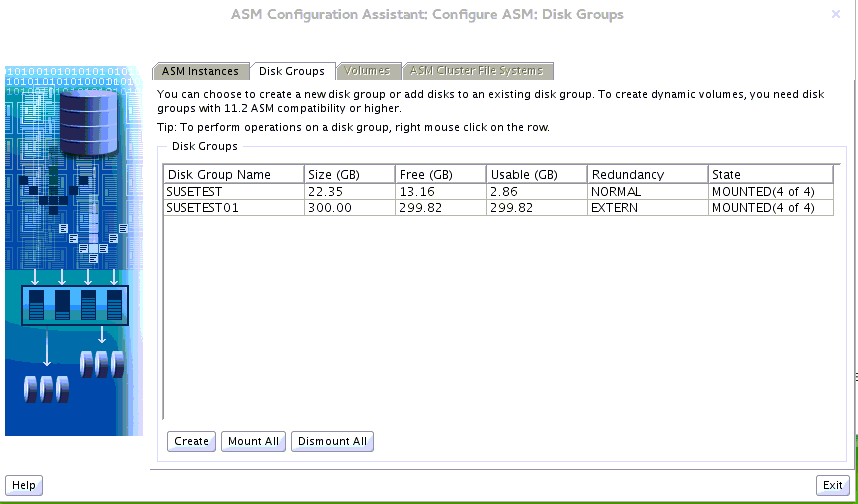 ASM Configuration Assistant: Configure ASM: Disk Groups
ASM Instances Disk Groups Volumes ASM Cluster File Systems
You can choose to create a new disk group or add disks to an existing disk group. To create dynamic volumes, you need disk
groups with 11.2 ASM compatibility or higher.
Tip: To perform operations on a disk group, right mouse click on the row.
Disk Groups
Disk Group Name Size (GB) Free (GB) Usable (GB) Redundancy State
SUSETEST 22.35 13.16 2.86 NORMAL MOUNTED(4 of 4)
SUSETEST01 300.00 299.82 299.82 EXTERN MOUNTED(4 of 4)
Create Mount All Dismount All
Help Exit